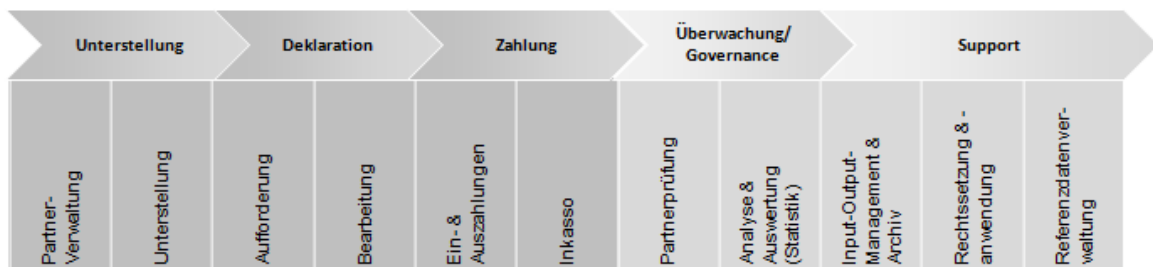 Unterstellung
Deklaration
Zahlung
Überwachung/
Governance
Support
Partner-
Verwaltung
Unterstellung
Aufforderung
Bearbeitung
Ein- &
Auszahlungen
Inkasso
Partnerprüfung
Analyse &
Auswertung
(Statistik)
Input-Output-
Management &
Archiv
Rechtssetzung & -
anwendung
Referenzdatenver-
waltung